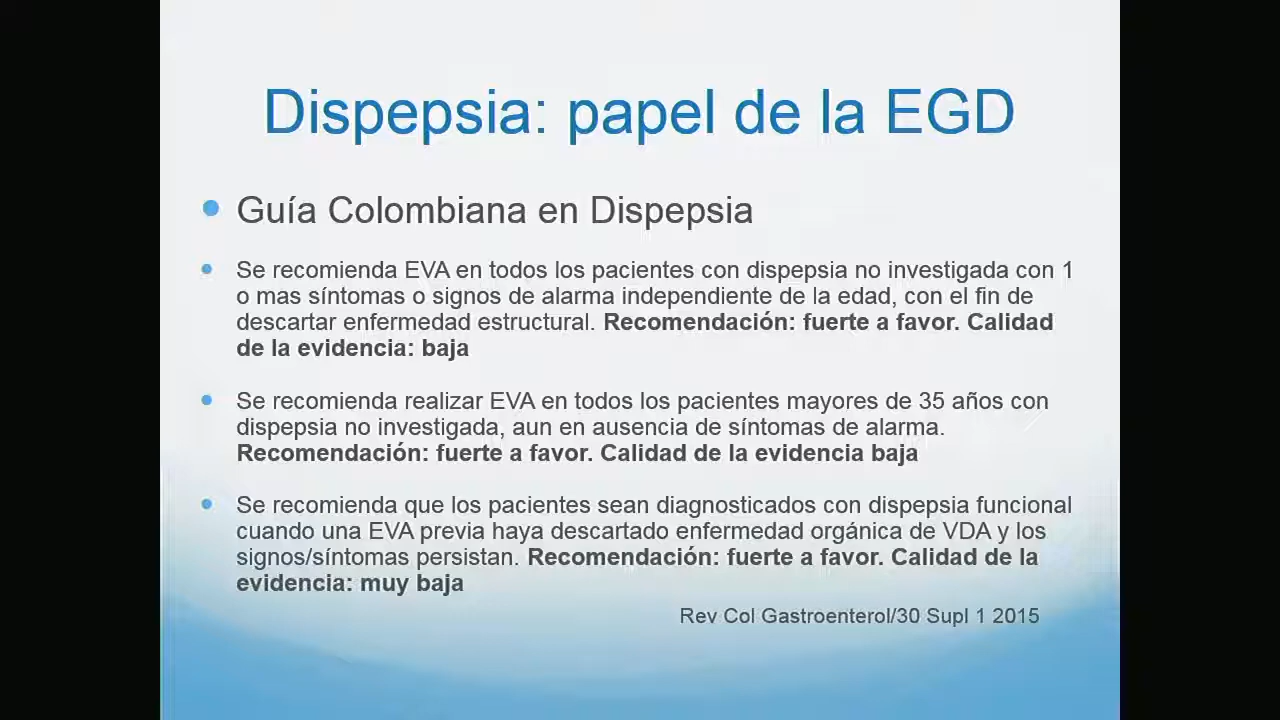 Dispepsia: papel de la EGD
Guía Colombiana en Dispepsia
Se recomienda EVA en todos los pacientes con dispepsia no investigada con 1
o mas síntomas o signos de alarma independiente de la edad, con el fin de
descartar enfermedad estructural. Recomendación: fuerte a favor. Calidad
de la evidencia: baja
Se recomienda realizar EVA en todos los pacientes mayores de 35 años con
dispepsia no investigada, aun en ausencia de síntomas de alarma.
Recomendación: fuerte a favor. Calidad de la evidencia baja
Se recomienda que los pacientes sean diagnosticados con dispepsia funcional
cuando una EVA previa haya descartado enfermedad orgánica de VDA y los
signos/síntomas persistan. Recomendación: fuerte a favor. Calidad de la
evidencia: muy baja
Rev Col Gastroenterol/30 Supl 1 2015